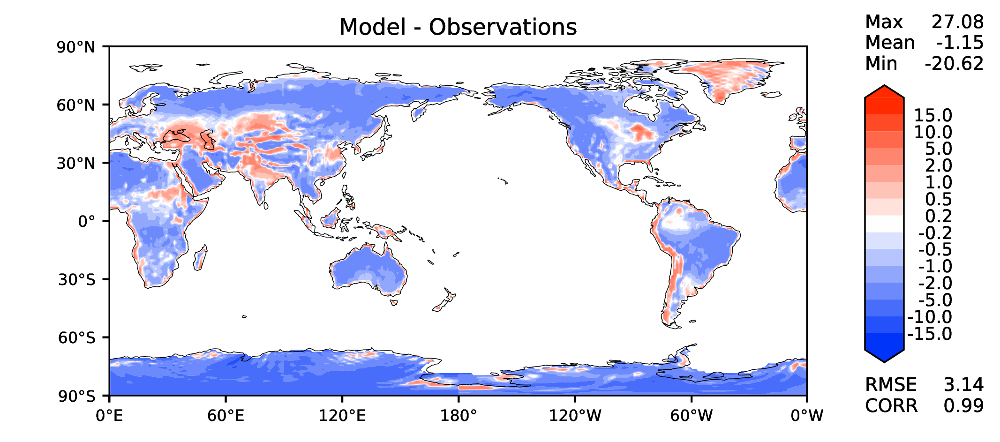 Model - Observations
Max 27.08
Mean -1.15
Min -20.62
90°N
60°N
30°N
0°
30°S
60°S
90°S
0°E
60°E
120°E
180°
120°W
60°W
0°W
15.0
10.0
5.0
2.0
1.0
0.5
0.2
-0.2
-0.5
-1.0
-2.0
-5.0
-10.0
-15.0
RMSE 3.14
CORR 0.99